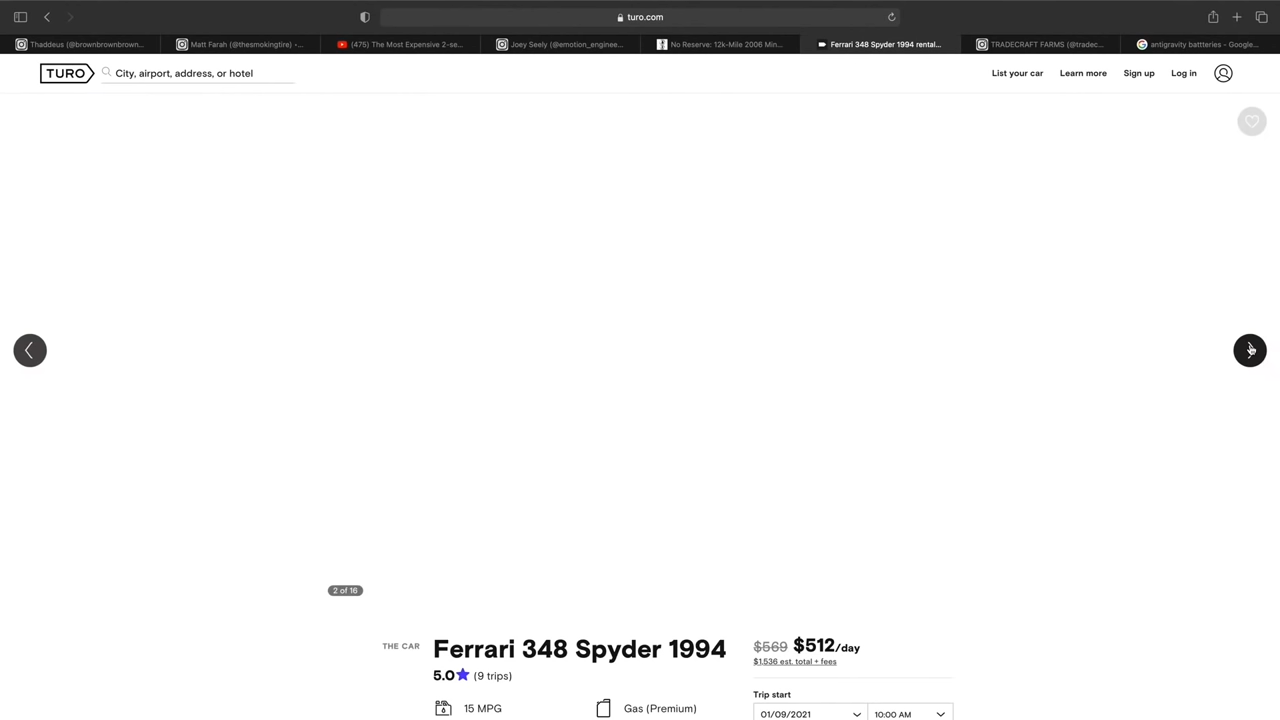 turo.com
Thaddeus (@brownbrownbrown...
Matt Farah (@thesmokingtire) •...
(475) The Most Expensive 2-se...
Joey Seely (@emotion_enginee...
No Reserve: 12k-Mile 2006 Min...
Ferrari 348 Spyder 1994 rental...
TRADECRAFT FARMS (@tradec...
antigravity battteries - Google...
TURO
City, airport, address, or hotel
List your car
Learn more
Sign up
Log in
2 of 16
THE CAR
Ferrari 348 Spyder 1994
$569 $512/day
$1,536 est. total + fees
5.0 (9 trips)
Trip start
15 MPG
Gas (Premium)
01/09/2021
10:00 AM